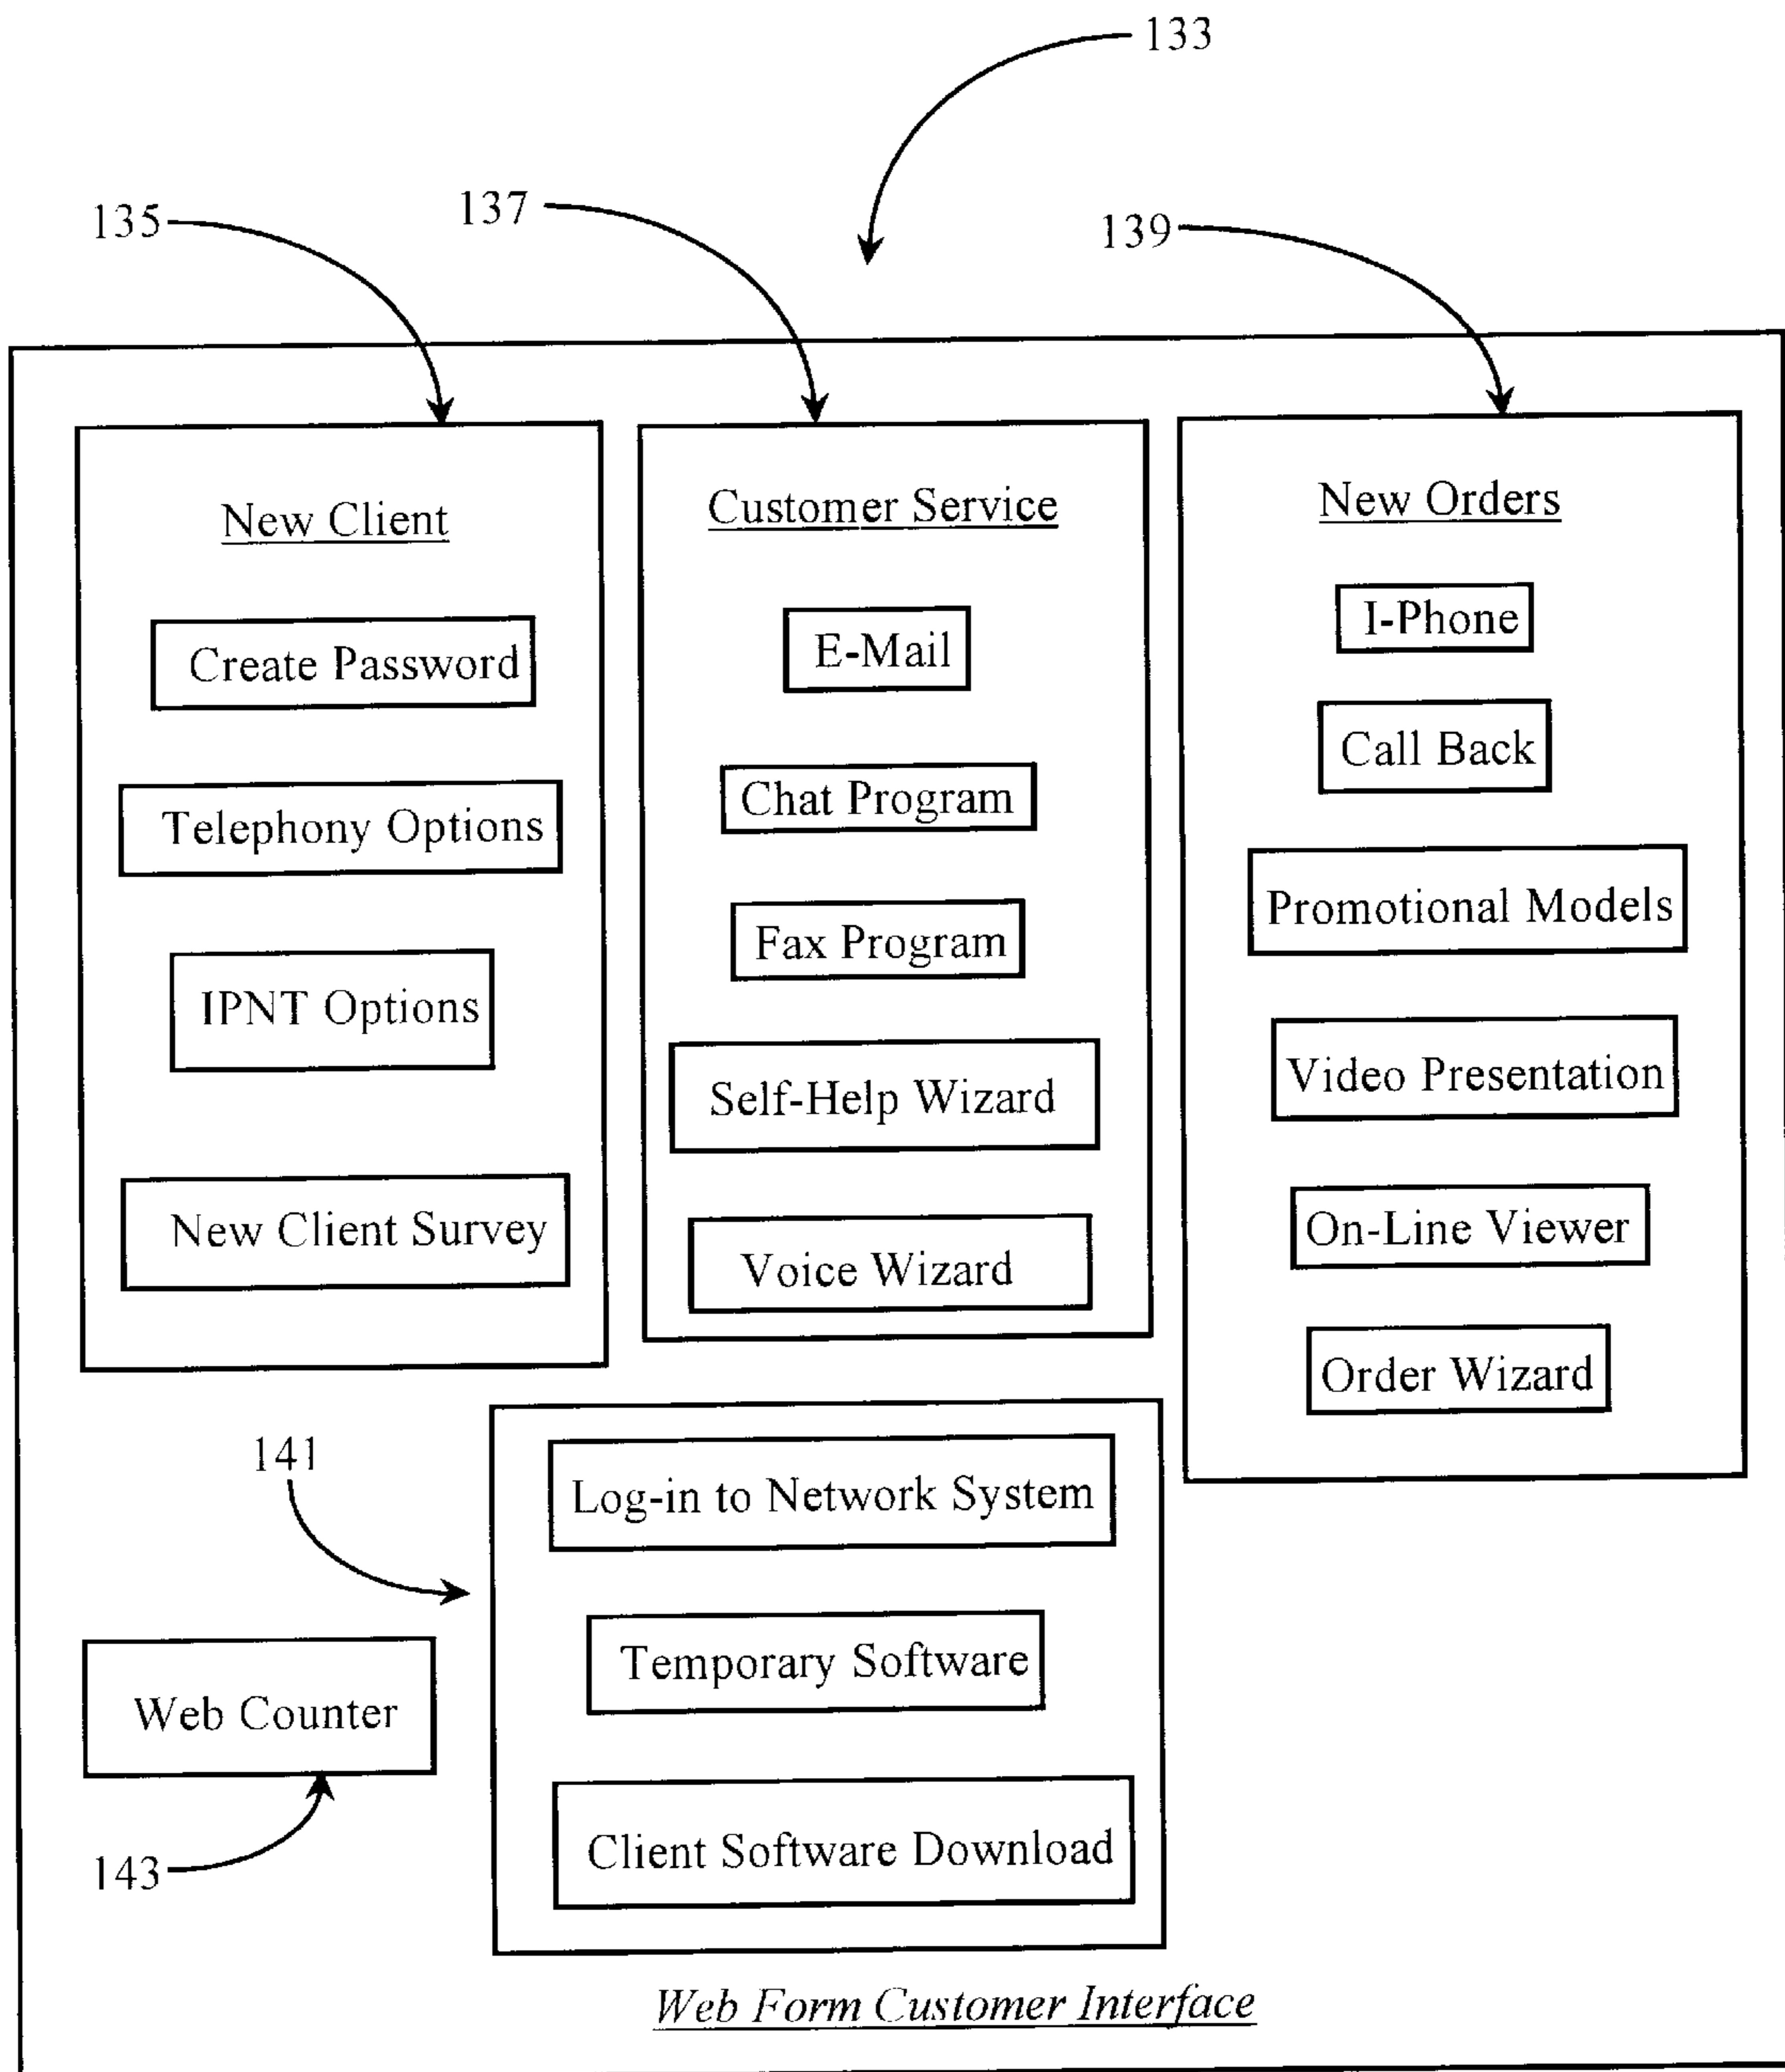 133
135
137
139
New Client
Create Password
Telephony Options
IPNT Options
New Client Survey
Customer Service
E-Mail
Chat Program
Fax Program
Self-Help Wizard
Voice Wizard
New Orders
I-Phone
Call Back
Promotional Models
Video Presentation
On-Line Viewer
Order Wizard
141
Log-in to Network System
Temporary Software
Client Software Download
Web Counter
143
Web Form Customer Interface